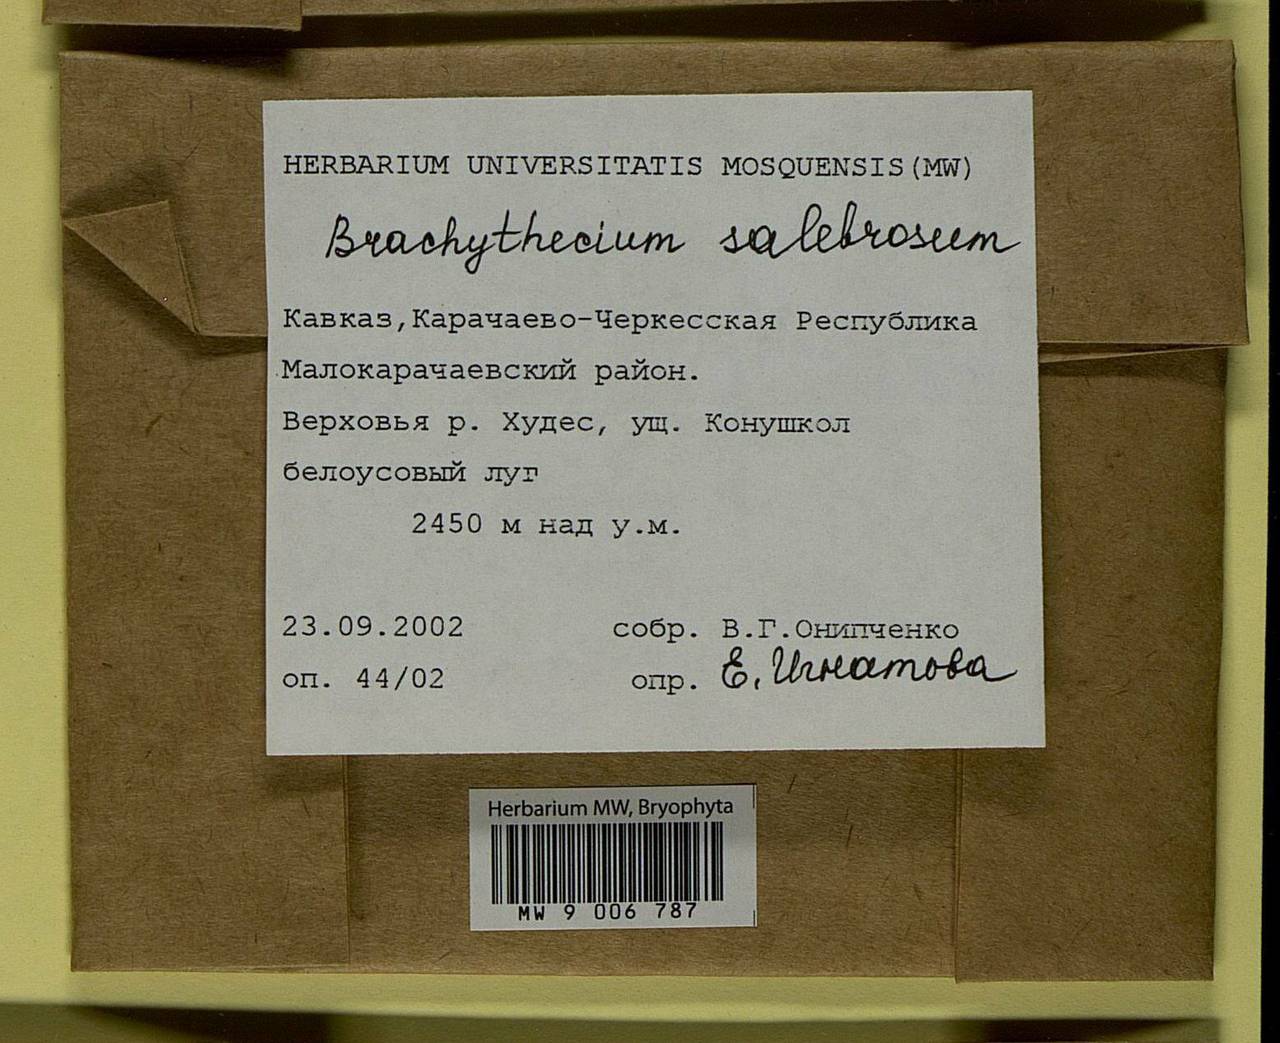 HERBARIUM UNIVERSITATIS MOSQUENSIS(MW)
Brachythecium salebrosum
Кавказ,Карачаево-Черкесская Республика
Малокарачаевский район.
Верховья р. Худес, ущ. Конушкол
белоусовый луг
2450 м над у.м.
23.09.2002 собр. В.Г.Онипченко
оп. 44/02 опр. Е. Игнатова
Herbarium MW, Bryophyta
MW 9 006 787